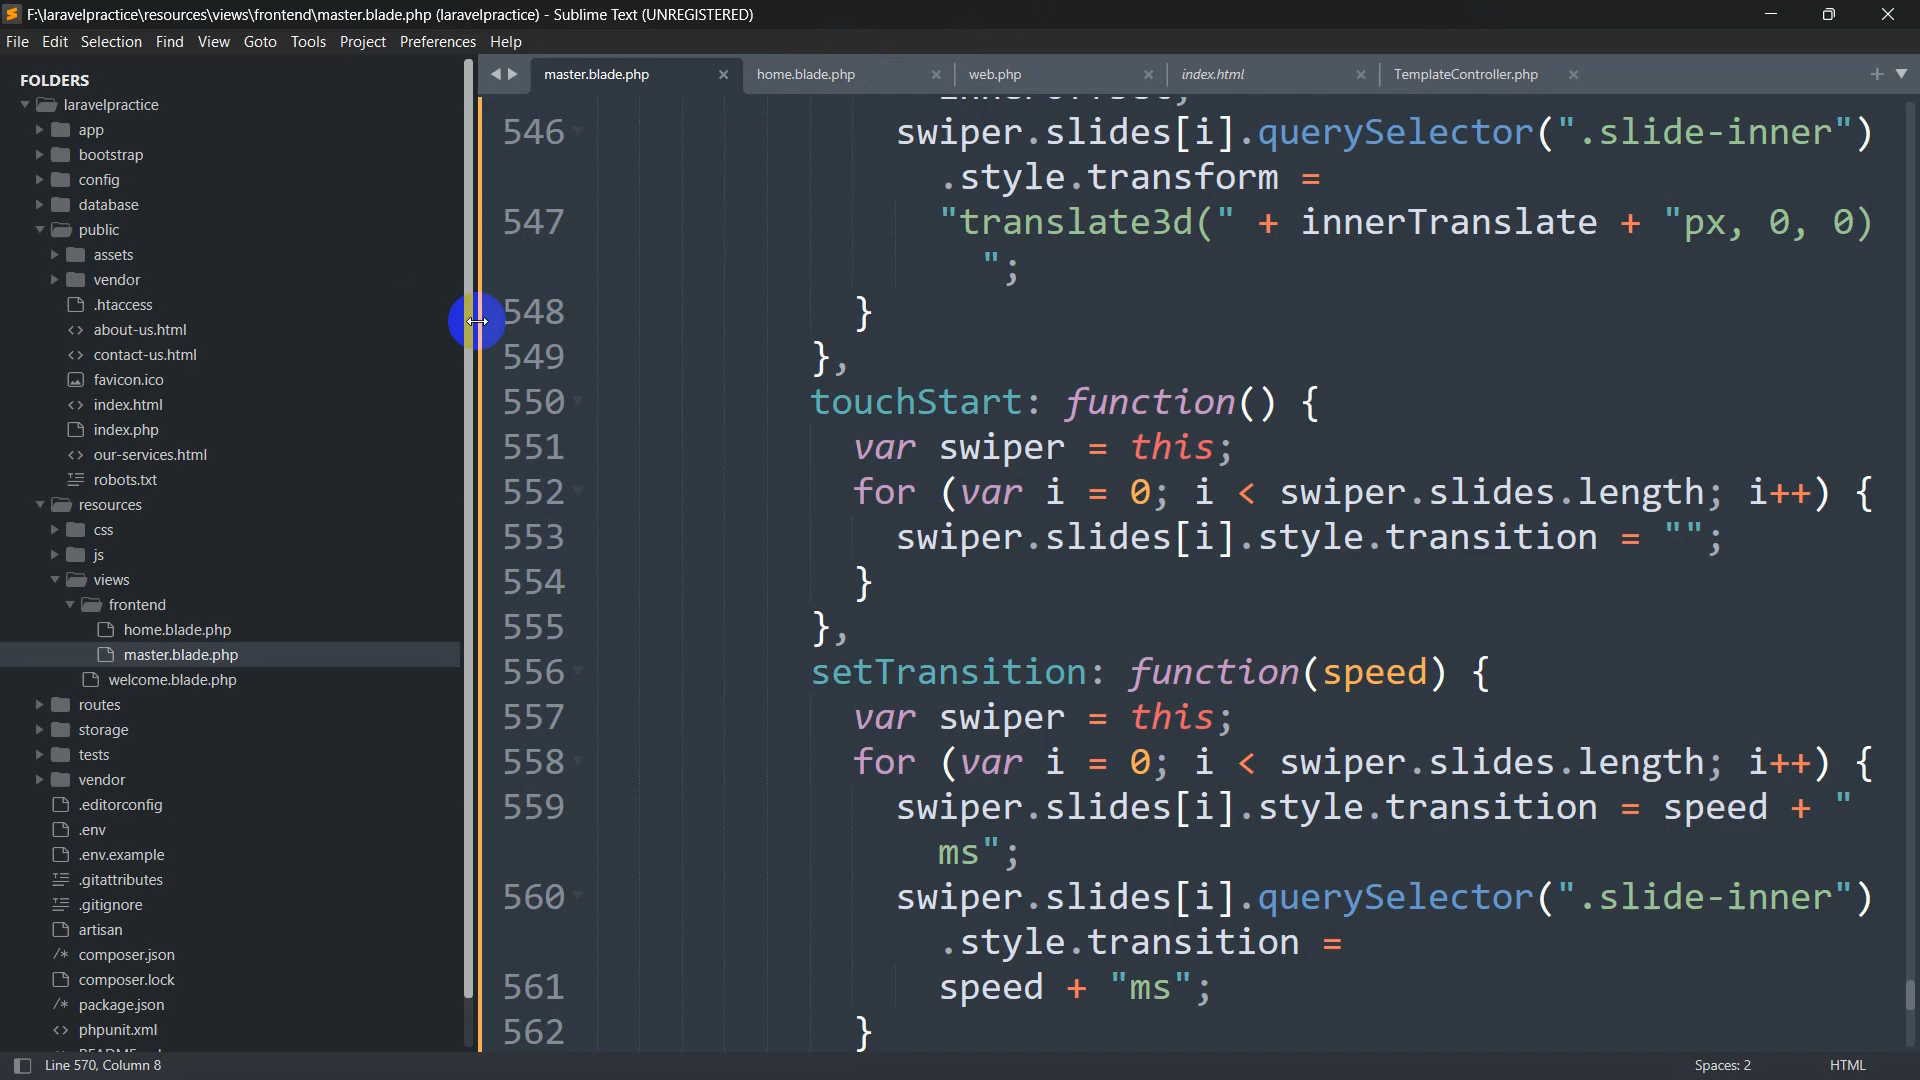 F:\laravelpractice\resources\views\frontend\master.blade.php (laravelpractice) - Sublime Text (UNREGISTERED)
File Edit Selection Find View Goto Tools Project Preferences Help
FOLDERS
laravelpractice
app
bootstrap
config
database
public
assets
vendor
.htaccess
about-us.html
contact-us.html
favicon.ico
index.html
index.php
our-services.html
robots.txt
resources
css
js
views
frontend
home.blade.php
master.blade.php
welcome.blade.php
routes
storage
tests
vendor
.editorconfig
.env
.env.example
.gitattributes
.gitignore
artisan
composer.json
composer.lock
package.json
phpunit.xml
master.blade.php home.blade.php web.php index.html TemplateController.php
546 swiper.slides[i].querySelector(".slide-inner")
.style.transform =
547 "translate3d(" + innerTranslate + "px, 0, 0)
";
548 }
549 },
550 touchStart: function() {
551 var swiper = this;
552 for (var i = 0; i < swiper.slides.length; i++) {
553 swiper.slides[i].style.transition = "";
554 }
555 },
556 setTransition: function(speed) {
557 var swiper = this;
558 for (var i = 0; i < swiper.slides.length; i++) {
559 swiper.slides[i].style.transition = speed + "
ms";
560 swiper.slides[i].querySelector(".slide-inner")
.style.transition =
561 speed + "ms";
562 }
Line 570, Column 8
Spaces: 2
HTML